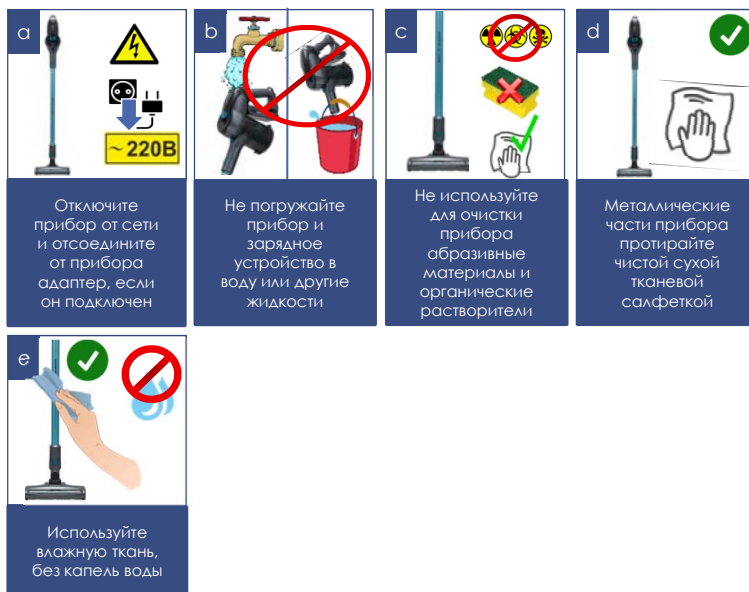 a
~220В
Отключите
прибор от сети
и отсоедините
от прибора
адаптер, если
он подключен
b
Не погружайте
прибор и
зарядное
устройство в
воду или другие
жидкости
c
Не используйте
для очистки
прибора
абразивные
материалы и
органические
растворители
d
Металлические
части прибора
протирайте
чистой сухой
тканевой
салфеткой
e
Используйте
влажную ткань,
без капель воды